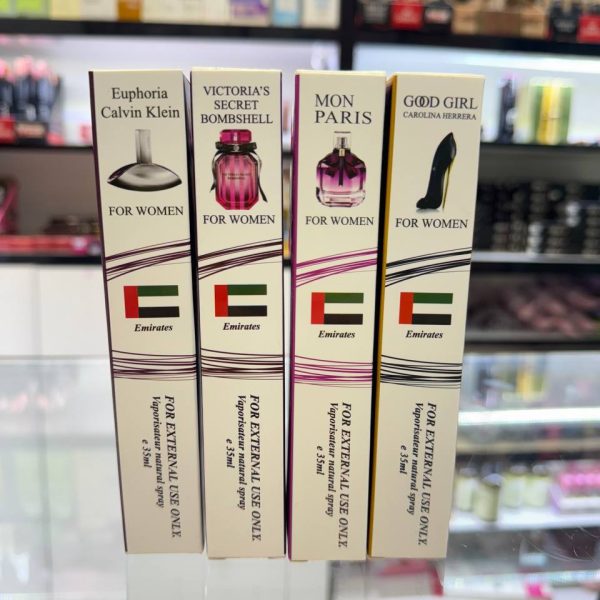 Euphoria
Calvin Klein
FOR WOMEN
Emirates
FOR EXTERNAL USE ONLY.
Vaporisateur natural spray
e 35ml
VICTORIA'S
SECRET
BOMBSHELL
FOR WOMEN
Emirates
FOR EXTERNAL USE ONLY.
Vaporisateur natural spray
e 35ml
MON
PARIS
FOR WOMEN
Emirates
FOR EXTERNAL USE ONLY.
Vaporisateur natural spray
e 35ml
GOOD GIRL
CAROLINA HERRERA
FOR WOMEN
Emirates
FOR EXTERNAL USE ONLY.
Vaporisateur natural spray
e 35ml